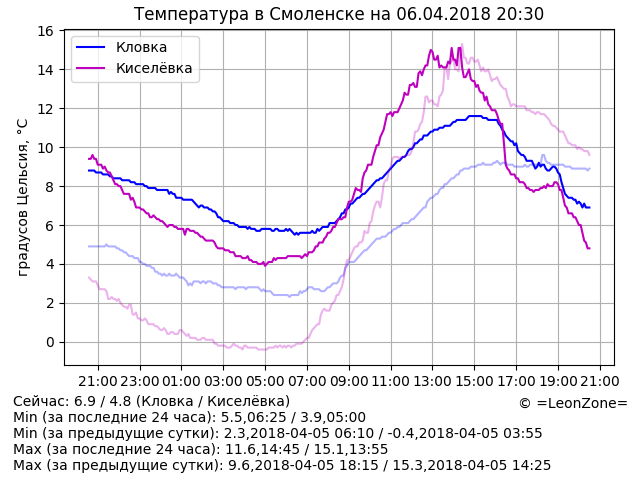 Температура в Смоленске на 06.04.2018 20:30
Кловка
Киселёвка
градусов Цельсия, °C
16
14
12
10
8
6
4
2
0
21:00 23:00 01:00 03:00 05:00 07:00 09:00 11:00 13:00 15:00 17:00 19:00 21:00
Сейчас: 6.9 / 4.8 (Кловка / Киселёвка)
© =LeonZone=
Min (за последние 24 часа): 5.5,06:25 / 3.9,05:00
Min (за предыдущие сутки): 2.3,2018-04-05 06:10 / -0.4,2018-04-05 03:55
Max (за последние 24 часа): 11.6,14:45 / 15.1,13:55
Max (за предыдущие сутки): 9.6,2018-04-05 18:15 / 15.3,2018-04-05 14:25